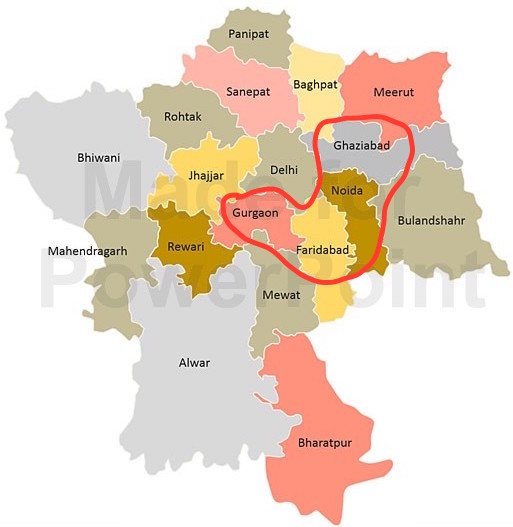 Panipat
Baghpat
Sanepat
Meerut
Rohtak
Ghaziabad
Bhiwani
Jhajjar
Delhi
Noida
Gurgaon
Bulandshahr
Mahendragarh
Rewari
Faridabad
Mewat
Alwar
Bharatpur
Made for
PowerPoint